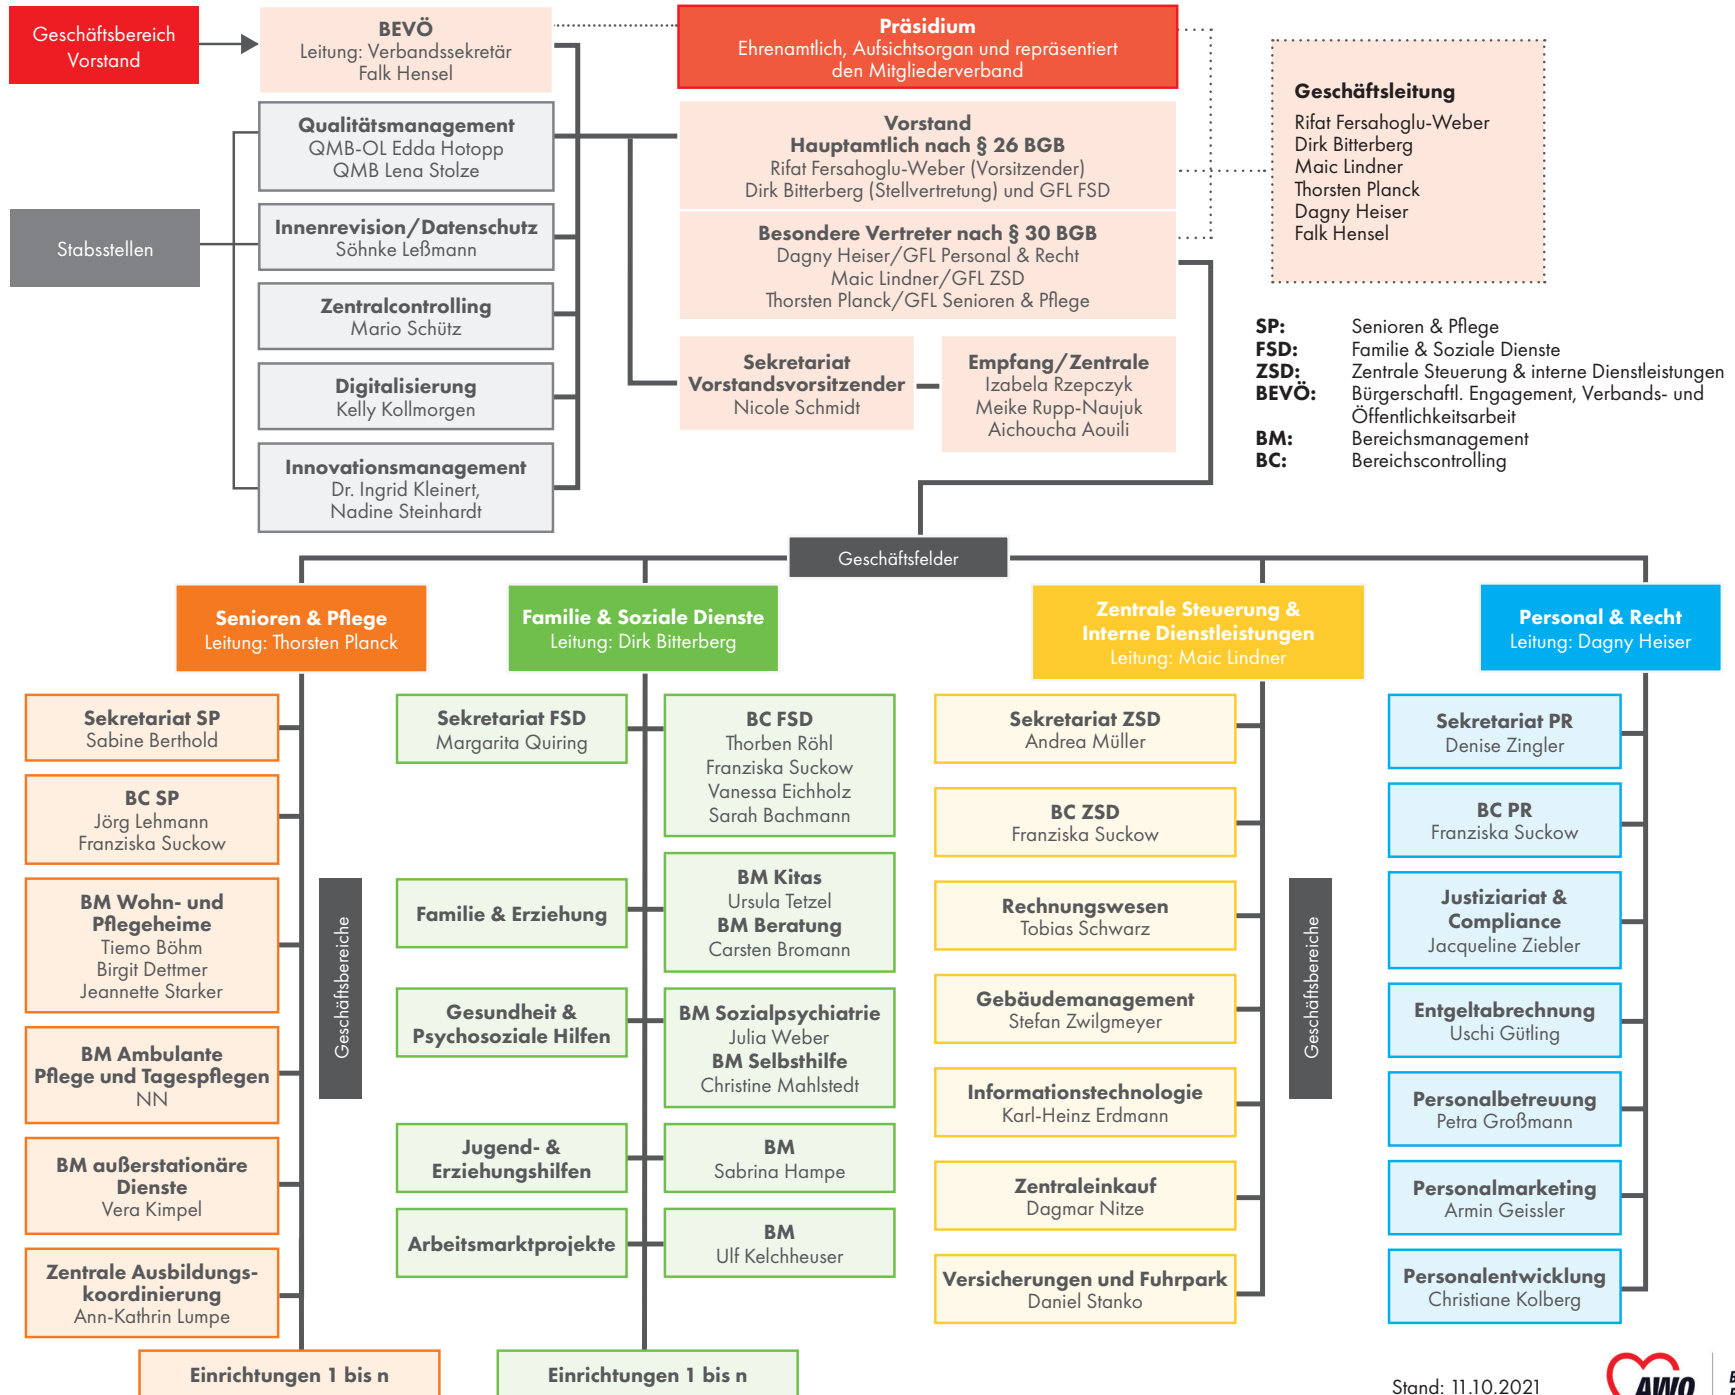 Geschäftsbereich
Vorstand
BEVÖ
Leitung: Verbandssekretär
Falk Hensel
Präsidium
Ehrenamtlich, Aufsichtsorgan und repräsentiert
den Mitgliederverband
Geschäftsleitung
Rifat Fersahoglu-Weber
Dirk Bitterberg
Maic Lindner
Thorsten Planck
Dagny Heiser
Falk Hensel
Stabsstellen
Qualitätsmanagement
QMB-OL Edda Hotopp
QMB Lena Stolze
Innenrevision/Datenschutz
Söhnke Leßmann
Zentralcontrolling
Mario Schütz
Digitalisierung
Kelly Kollmorgen
Innovationsmanagement
Dr. Ingrid Kleinert,
Nadine Steinhardt
Vorstand
Hauptamtlich nach § 26 BGB
Rifat Fersahoglu-Weber (Vorsitzender)
Dirk Bitterberg (Stellvertretung) und GFL FSD
Besondere Vertreter nach § 30 BGB
Dagny Heiser/GFL Personal & Recht
Maic Lindner/GFL ZSD
Thorsten Planck/GFL Senioren & Pflege
Sekretariat
Vorstandsvorsitzender
Nicole Schmidt
Empfang/Zentrale
Izabela Rzepczyk
Meike Rupp-Naujuk
Aichoucha Aouili
SP: Senioren & Pflege
FSD: Familie & Soziale Dienste
ZSD: Zentrale Steuerung & interne Dienstleistungen
BEVÖ: Bürgerschaftl. Engagement, Verbands- und
Öffentlichkeitsarbeit
BM: Bereichsmanagement
BC: Bereichscontrolling
Geschäftsfelder
Senioren & Pflege
Leitung: Thorsten Planck
Sekretariat SP
Sabine Berthold
BC SP
Jörg Lehmann
Franziska Suckow
BM Wohn- und
Pflegeheime
Tiemo Böhm
Birgit Dettmer
Jeannette Starker
BM Ambulante
Pflege und Tagespflegen
NN
BM außerstationäre
Dienste
Vera Kimpel
Zentrale Ausbildungs-
koordinierung
Ann-Kathrin Lumpe
Einrichtungen 1 bis n
Geschäftsbereiche
Familie & Soziale Dienste
Leitung: Dirk Bitterberg
Sekretariat FSD
Margarita Quiring
BC FSD
Thorben Röhl
Franziska Suckow
Vanessa Eichholz
Sarah Bachmann
Familie & Erziehung
BM Kitas
Ursula Tetzel
BM Beratung
Carsten Bromann
Gesundheit &
Psychosoziale Hilfen
BM Sozialpsychiatrie
Julia Weber
BM Selbsthilfe
Christine Mahlstedt
Jugend- &
Erziehungshilfen
BM
Sabrina Hampe
Arbeitsmarktprojekte
BM
Ulf Kelchheuser
Einrichtungen 1 bis n
Zentrale Steuerung &
Interne Dienstleistungen
Leitung: Maic Lindner
Sekretariat ZSD
Andrea Müller
BC ZSD
Franziska Suckow
Rechnungswesen
Tobias Schwarz
Gebäudemanagement
Stefan Zwilgmeyer
Informationstechnologie
Karl-Heinz Erdmann
Zentraleinkauf
Dagmar Nitze
Versicherungen und Fuhrpark
Daniel Stanko
Geschäftsbereiche
Personal & Recht
Leitung: Dagny Heiser
Sekretariat PR
Denise Zingler
BC PR
Franziska Suckow
Justiziariat &
Compliance
Jacqueline Ziebler
Entgeltabrechnung
Uschi Gütling
Personalbetreuung
Petra Großmann
Personalmarketing
Armin Geissler
Personalentwicklung
Christiane Kolberg
Stand: 11.10.2021
AWO